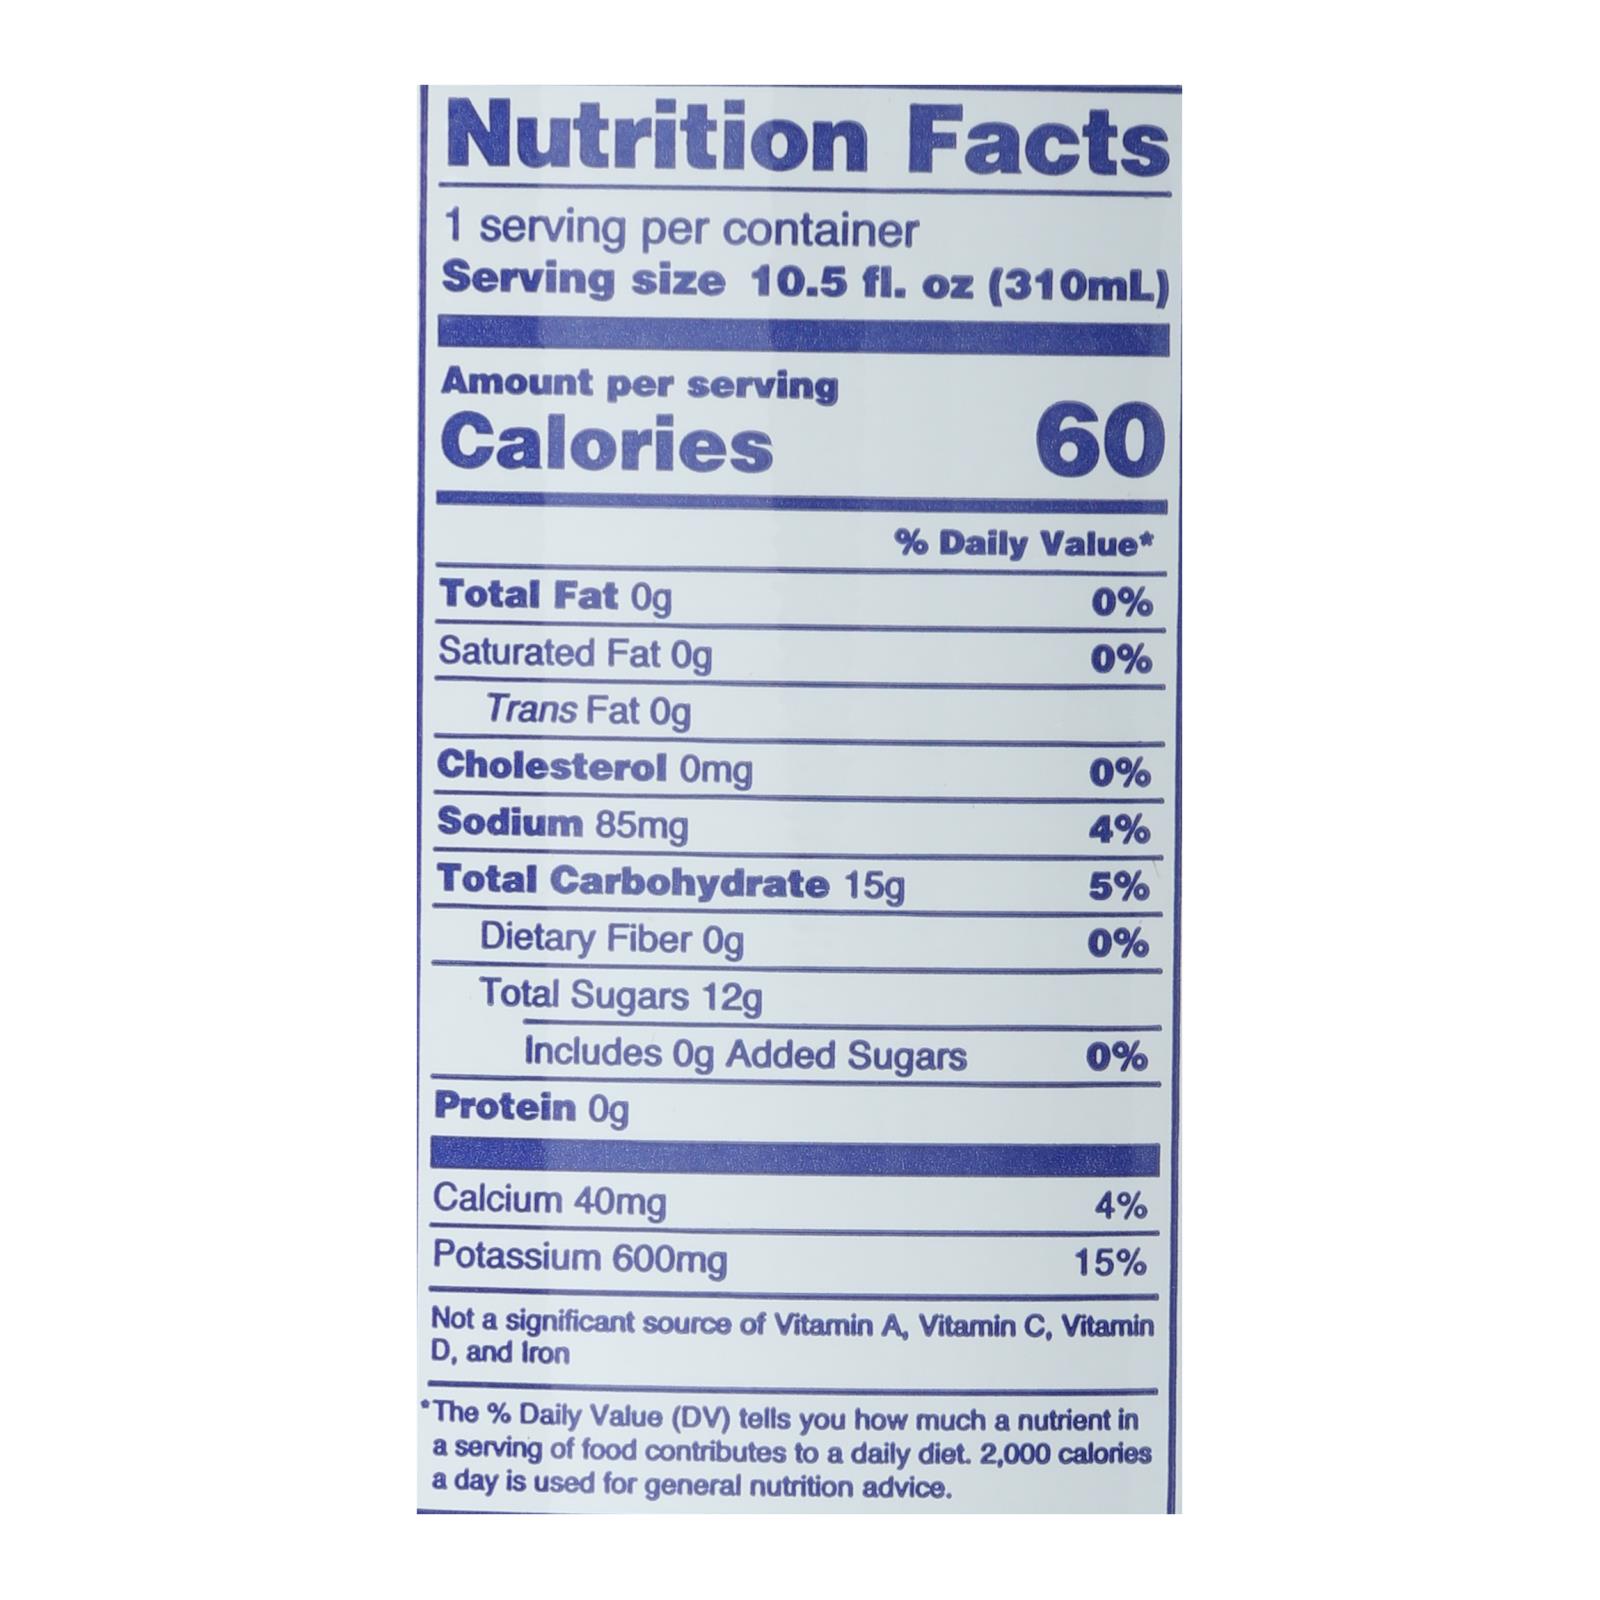 Nutrition Facts
1 serving per container
Serving size 10.5 fl. oz (310mL)
Amount per serving
Calories 60
% Daily Value*
Total Fat 0g 0%
Saturated Fat 0g 0%
Trans Fat 0g
Cholesterol 0mg 0%
Sodium 85mg 4%
Total Carbohydrate 15g 5%
Dietary Fiber 0g 0%
Total Sugars 12g
Includes 0g Added Sugars 0%
Protein 0g
Calcium 40mg 4%
Potassium 600mg 15%
Not a significant source of Vitamin A, Vitamin C, Vitamin
D, and Iron
*The % Daily Value (DV) tells you how much a nutrient in
a serving of food contributes to a daily diet. 2,000 calories
a day is used for general nutrition advice.